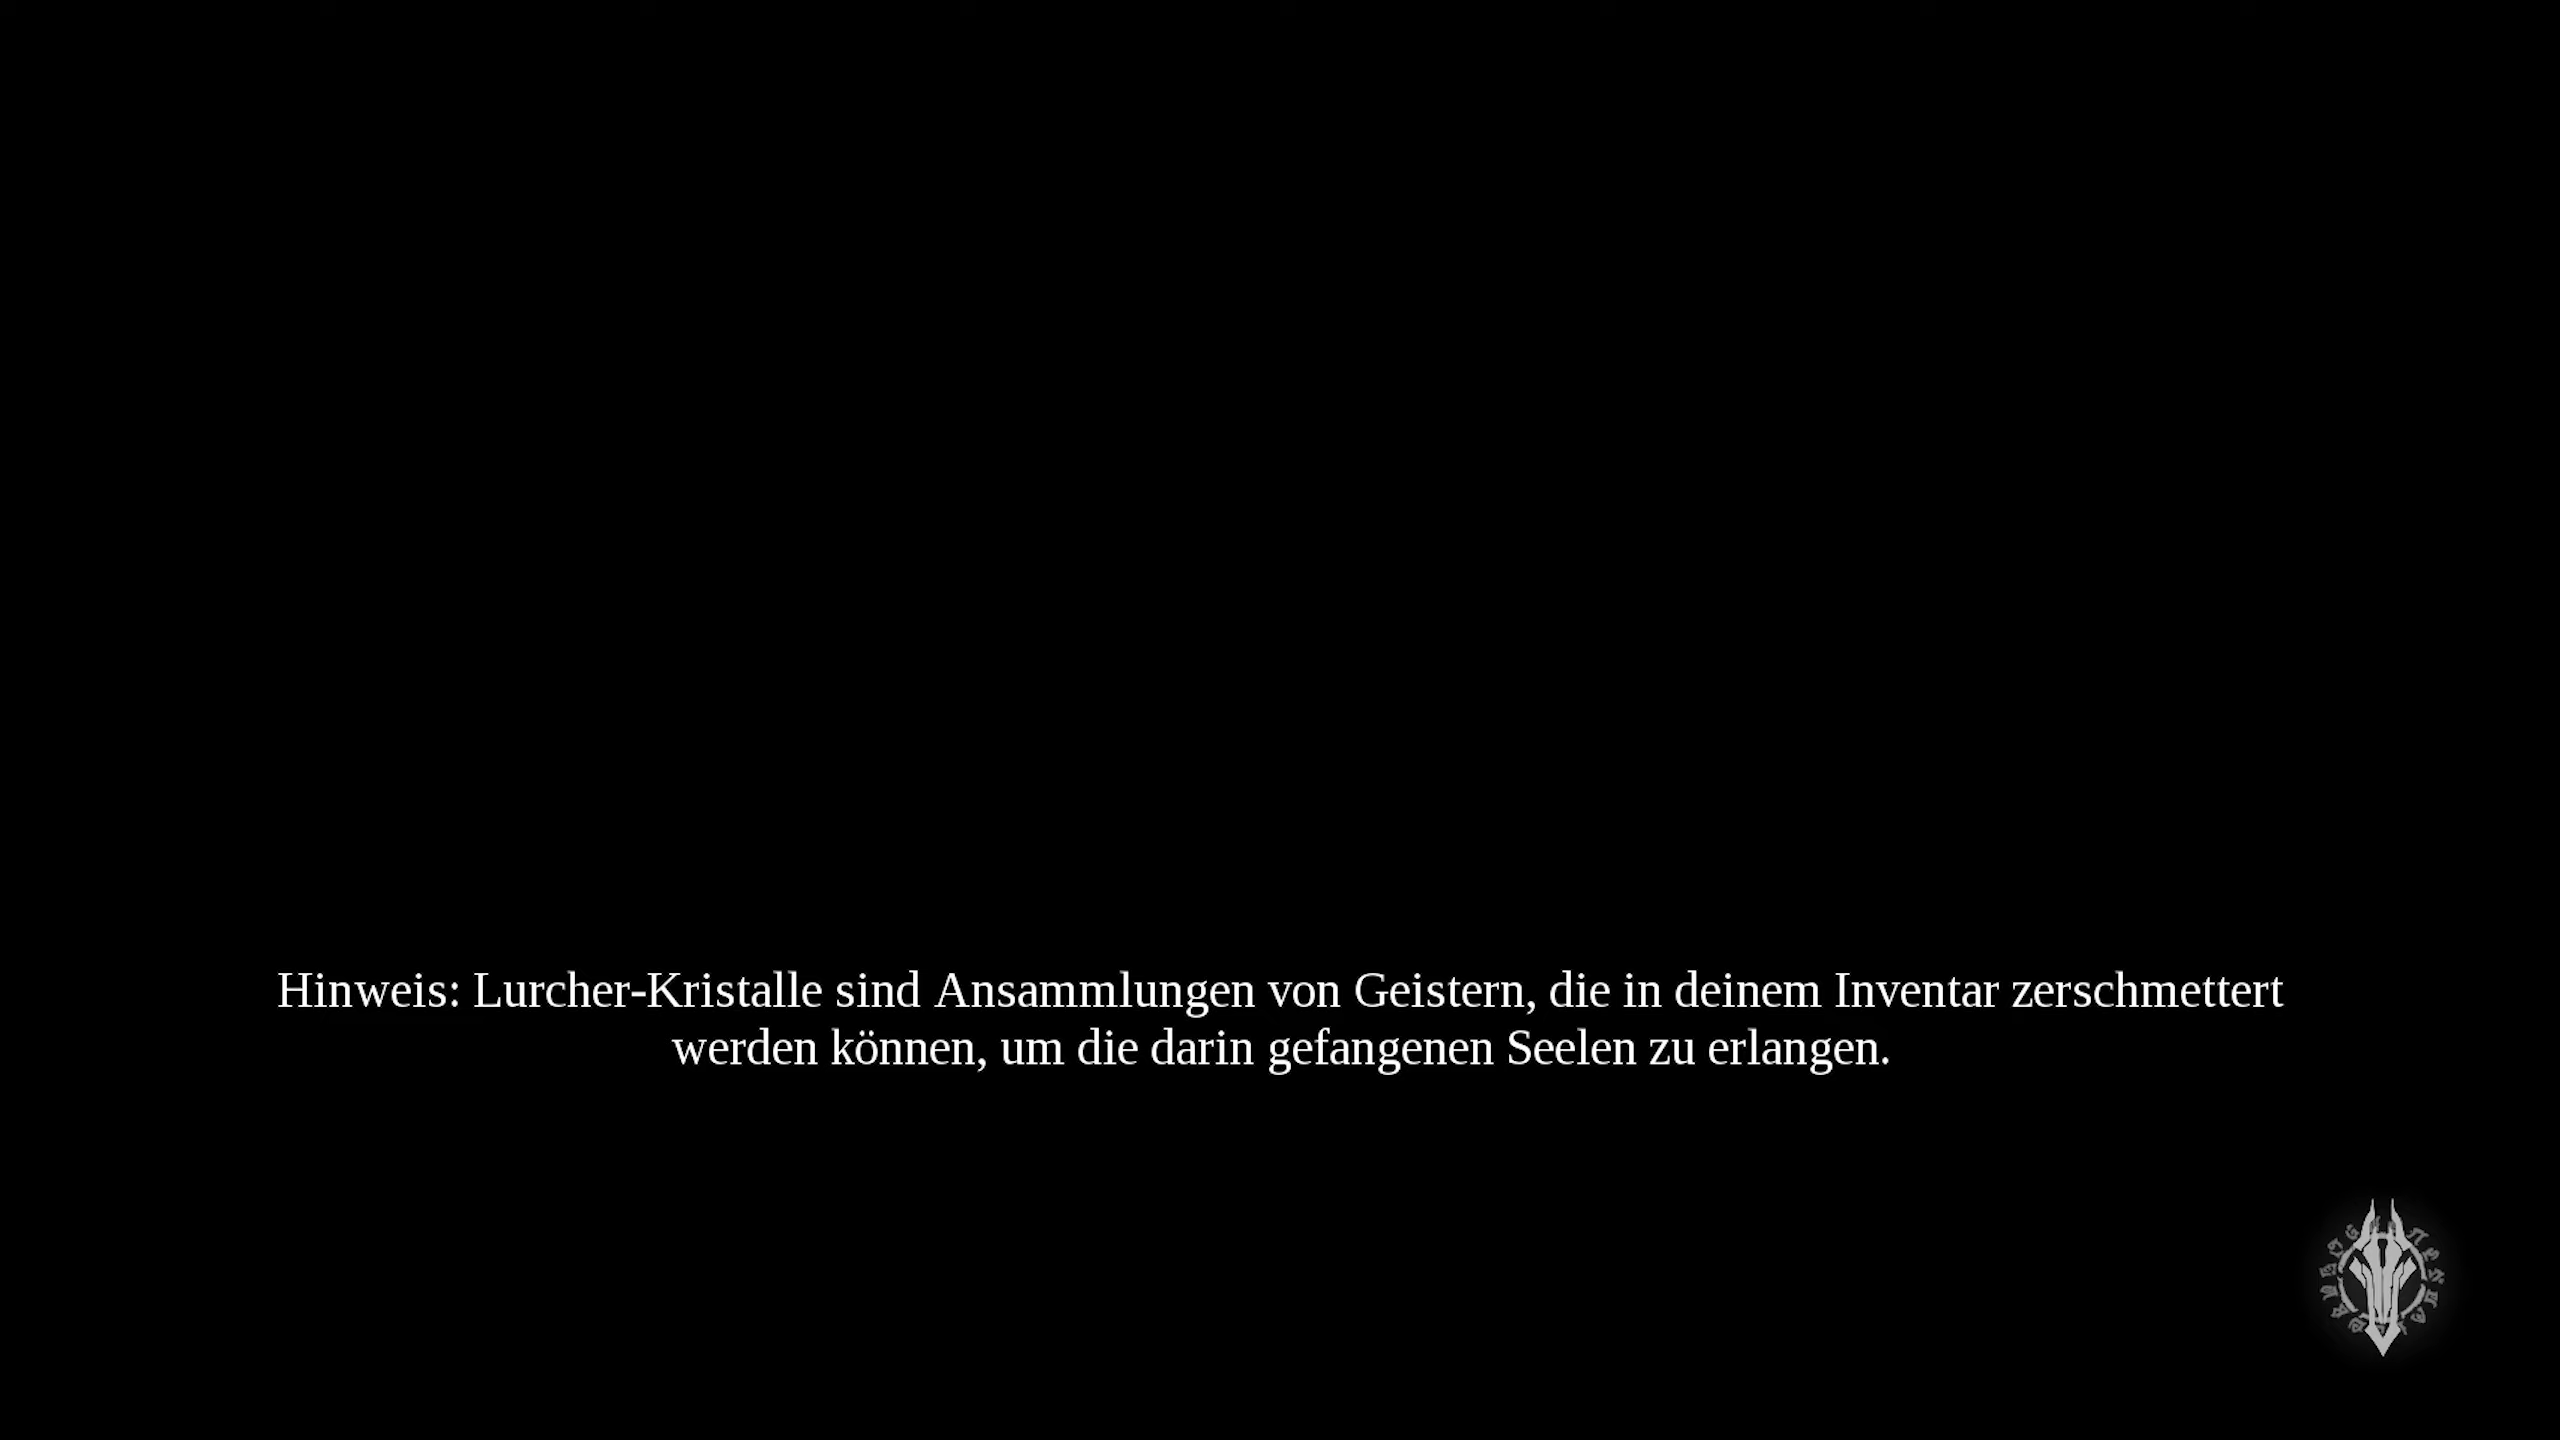 Hinweis: Lurcher-Kristalle sind Ansammlungen von Geistern, die in deinem Inventar zerschmettert
werden können, um die darin gefangenen Seelen zu erlangen.